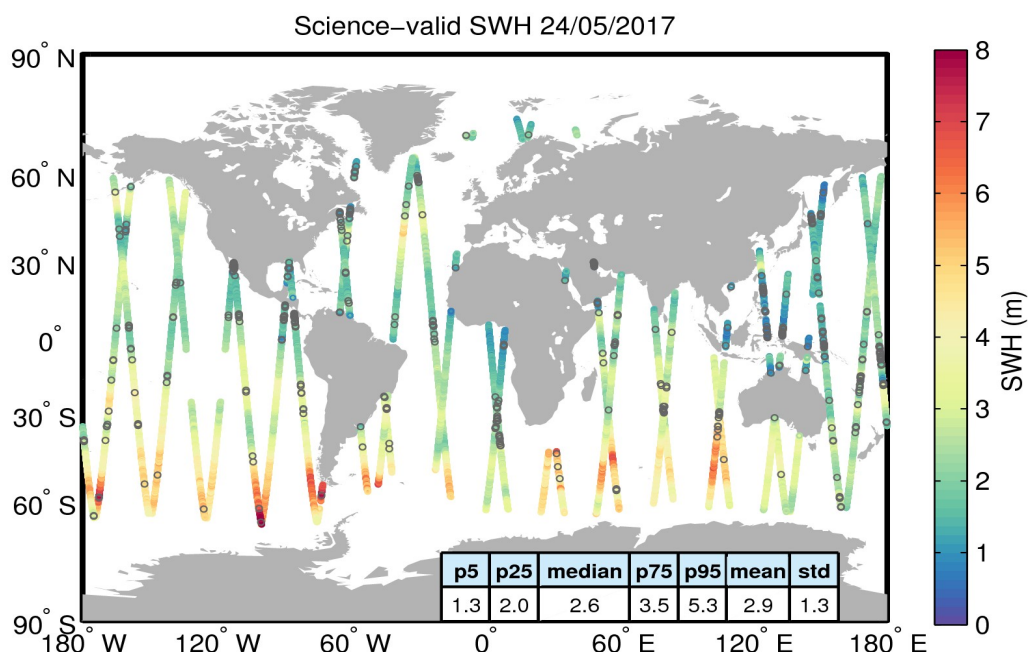 Science−valid SWH 24/05/2017
90° N
60° N
30° N
0°
30° S
60° S
90° S
180° W
120° W
60° W
0°
60° E
120° E
180° E
p5 p25 median p75 p95 mean std
1.3 2.0 2.6 3.5 5.3 2.9 1.3
8
7
6
5
4
3
2
1
0
SWH (m)